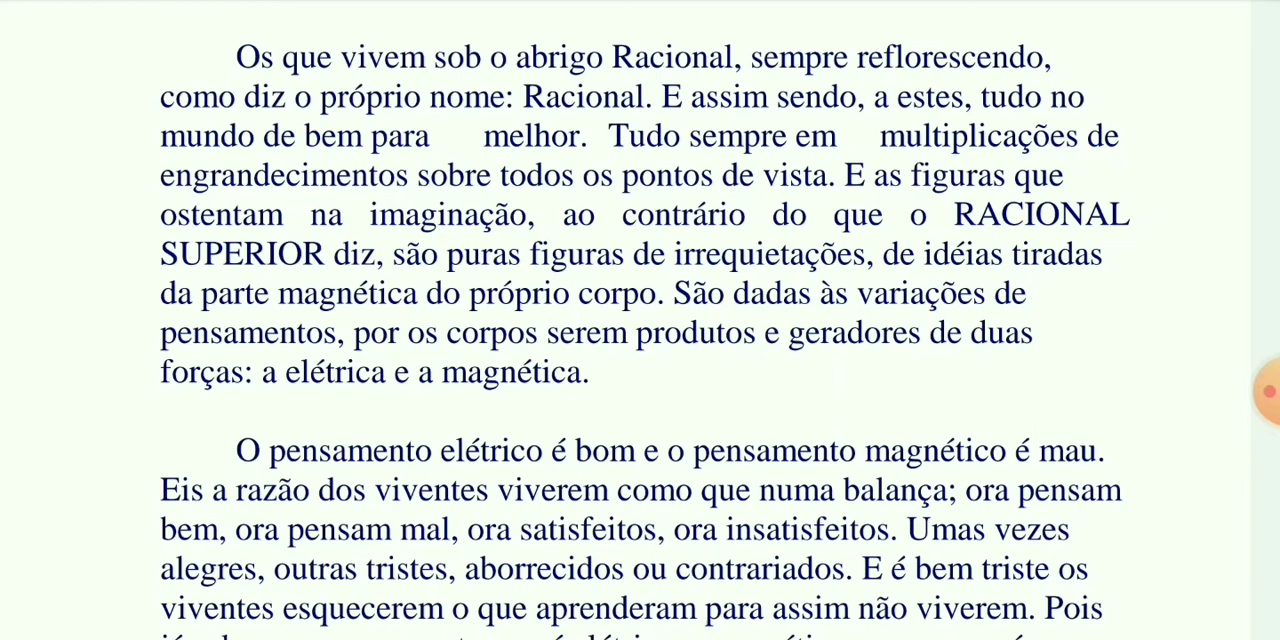 Os que vivem sob o abrigo Racional, sempre reflorescendo,
como diz o próprio nome: Racional. E assim sendo, a estes, tudo no
mundo de bem para melhor. Tudo sempre em multiplicações de
engrandecimentos sobre todos os pontos de vista. E as figuras que
ostentam na imaginação, ao contrário do que o RACIONAL
SUPERIOR diz, são puras figuras de irrequietações, de idéias tiradas
da parte magnética do próprio corpo. São dadas às variações de
pensamentos, por os corpos serem produtos e geradores de duas
forças: a elétrica e a magnética.
O pensamento elétrico é bom e o pensamento magnético é mau.
Eis a razão dos viventes viverem como que numa balança; ora pensam
bem, ora pensam mal, ora satisfeitos, ora insatisfeitos. Umas vezes
alegres, outras tristes, aborrecidos ou contrariados. E é bem triste os
viventes esquecerem o que aprenderam para assim não viverem. Pois